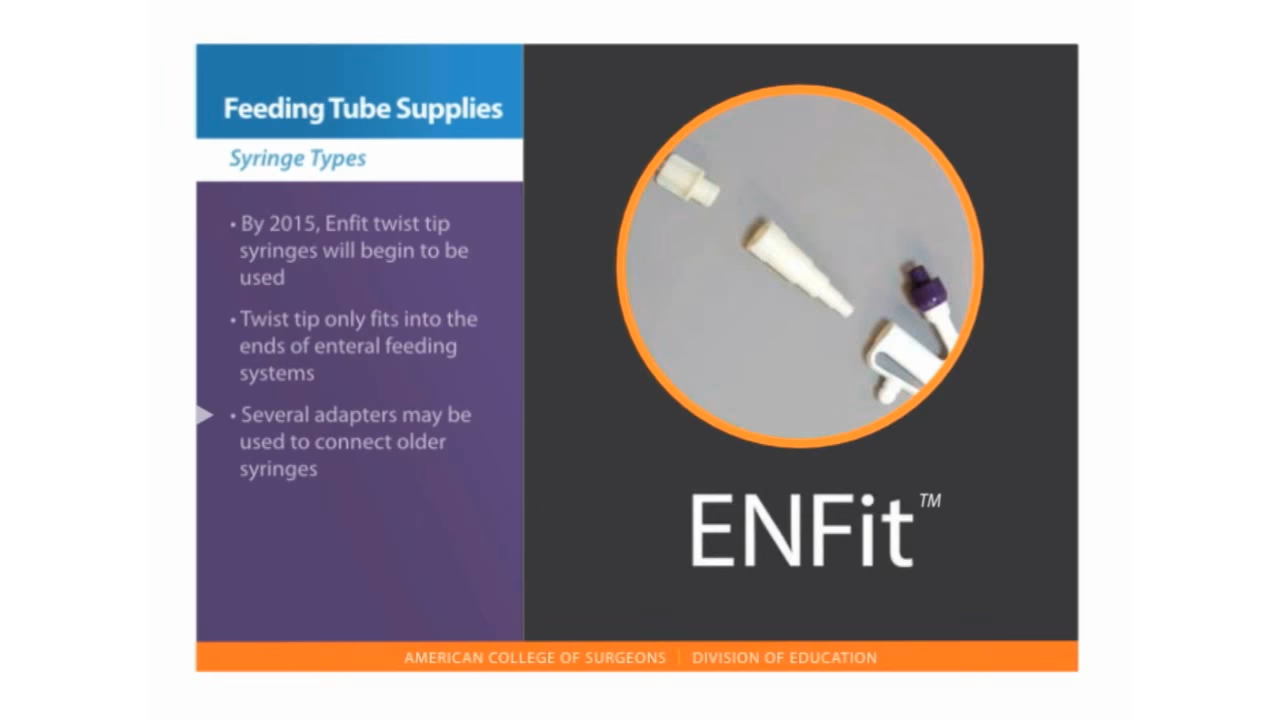 Feeding Tube Supplies
Syringe Types
• By 2015, Enfit twist tip
syringes will begin to be
used
• Twist tip only fits into the
ends of enteral feeding
systems
• Several adapters may be
used to connect older
syringes
ENFit™
AMERICAN COLLEGE OF SURGEONS | DIVISION OF EDUCATION